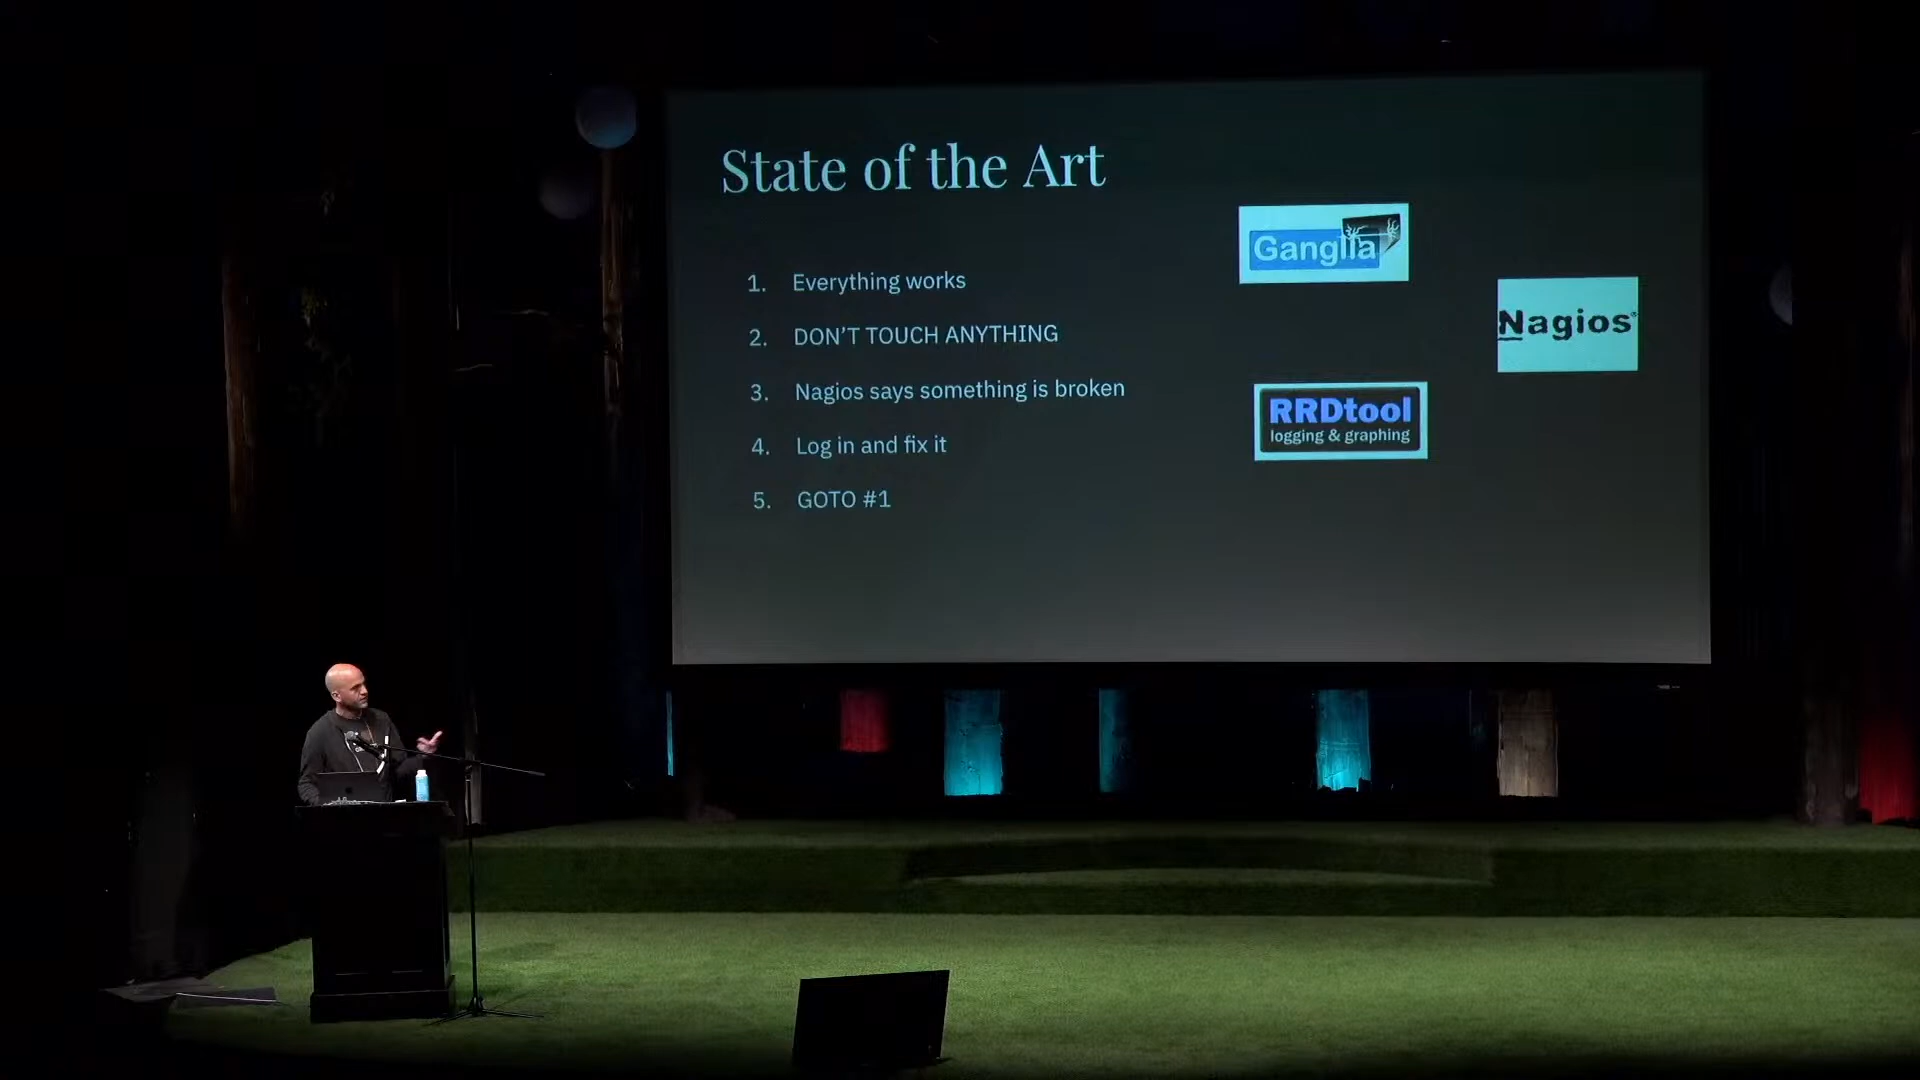 State of the Art
1. Everything works
2. DON'T TOUCH ANYTHING
3. Nagios says something is broken
4. Log in and fix it
5. GOTO #1
Ganglia
Nagios®
RRDtool
logging & graphing